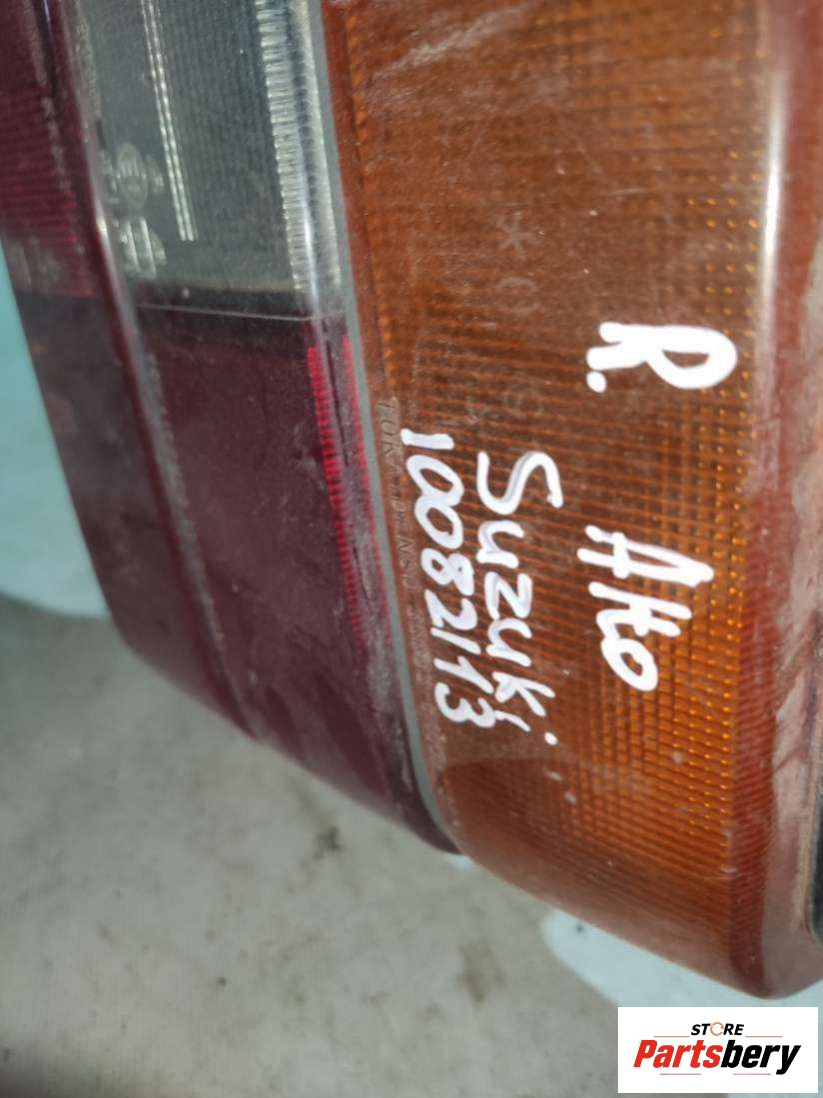 R. Alto
Suzuki
10082113
STORE
Partsbery